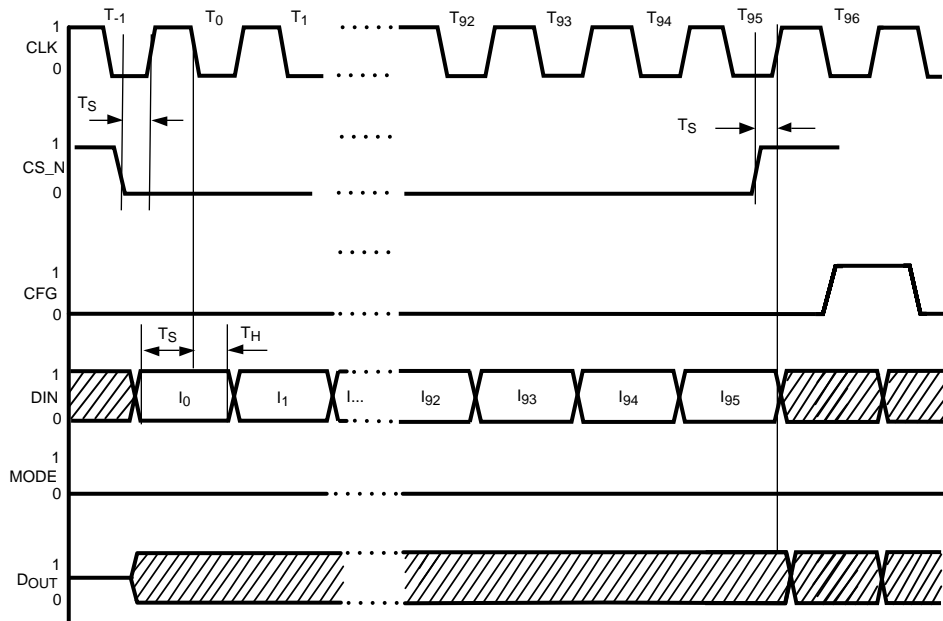 T-1 T0 T1 T92 T93 T94 T95 T96
1
CLK
0
TS TS
1
CS_N
0
1
CFG
0
TS TH
1
DIN I0 I1 I... I92 I93 I94 I95
0
1
MODE
0
1
DOUT
0